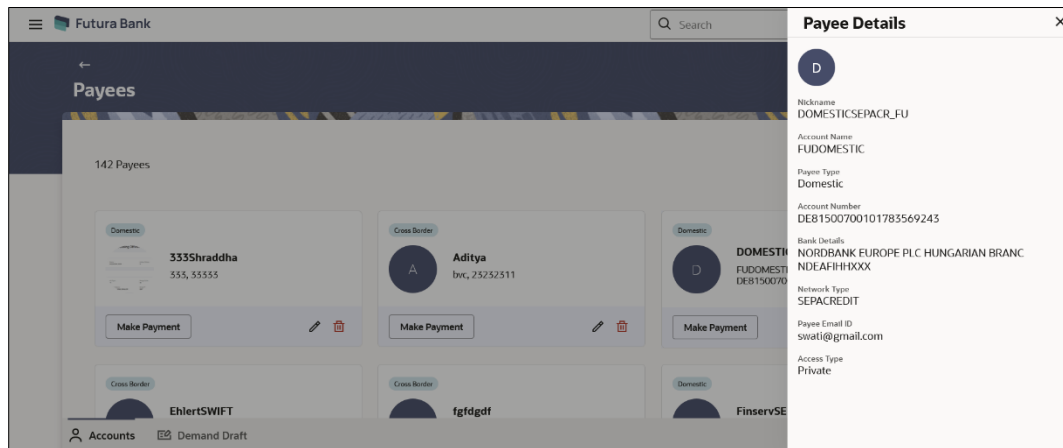 Futura Bank
Search
Payees
142 Payees
Domestic
333Shraddha
333, 33333
Make Payment
Cross Border
A
Aditya
bvc, 23232311
Make Payment
Domestic
D
DOMESTI
FUDOMEST
DE8150070
Make Payment
Cross Border
EhlertSWIFT
Cross Border
fgfdgdf
Domestic
FinservSE
Accounts
Demand Draft
Payee Details
D
Nickname
DOMESTICSEPACR_FU
Account Name
FUDOMESTIC
Payee Type
Domestic
Account Number
DE81500700101783569243
Bank Details
NORDBANK EUROPE PLC HUNGARIAN BRANC
NDEAFIHHXXX
Network Type
SEPACREDIT
Payee Email ID
swati@gmail.com
Access Type
Private